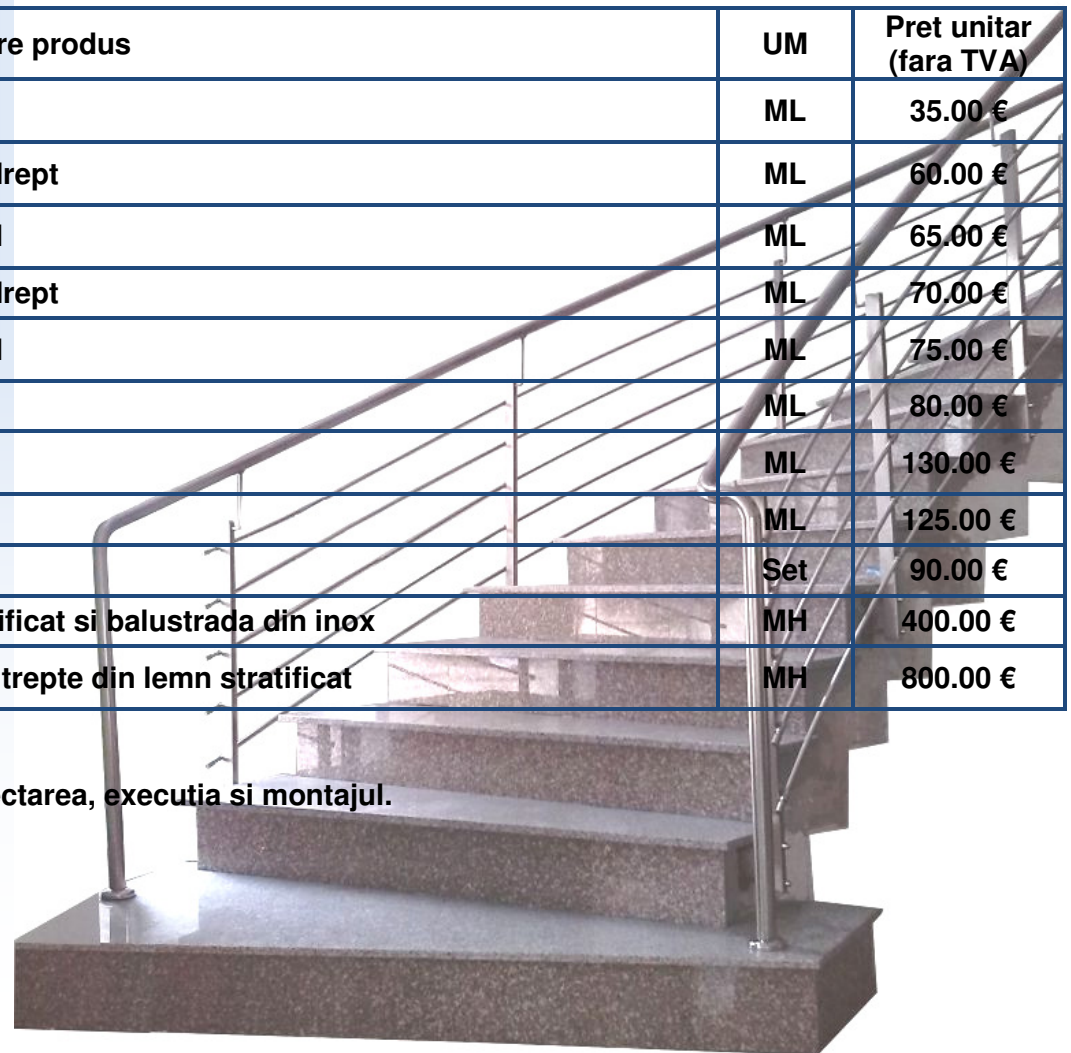 re produs UM Pret unitar
(fara TVA)
ML 35.00 €
drept ML 60.00 €
ML 65.00 €
drept ML 70.00 €
ML 75.00 €
ML 80.00 €
ML 130.00 €
ML 125.00 €
Set 90.00 €
ificat si balustrada din inox MH 400.00 €
trepte din lemn stratificat MH 800.00 €
ctarea, executia si montajul.